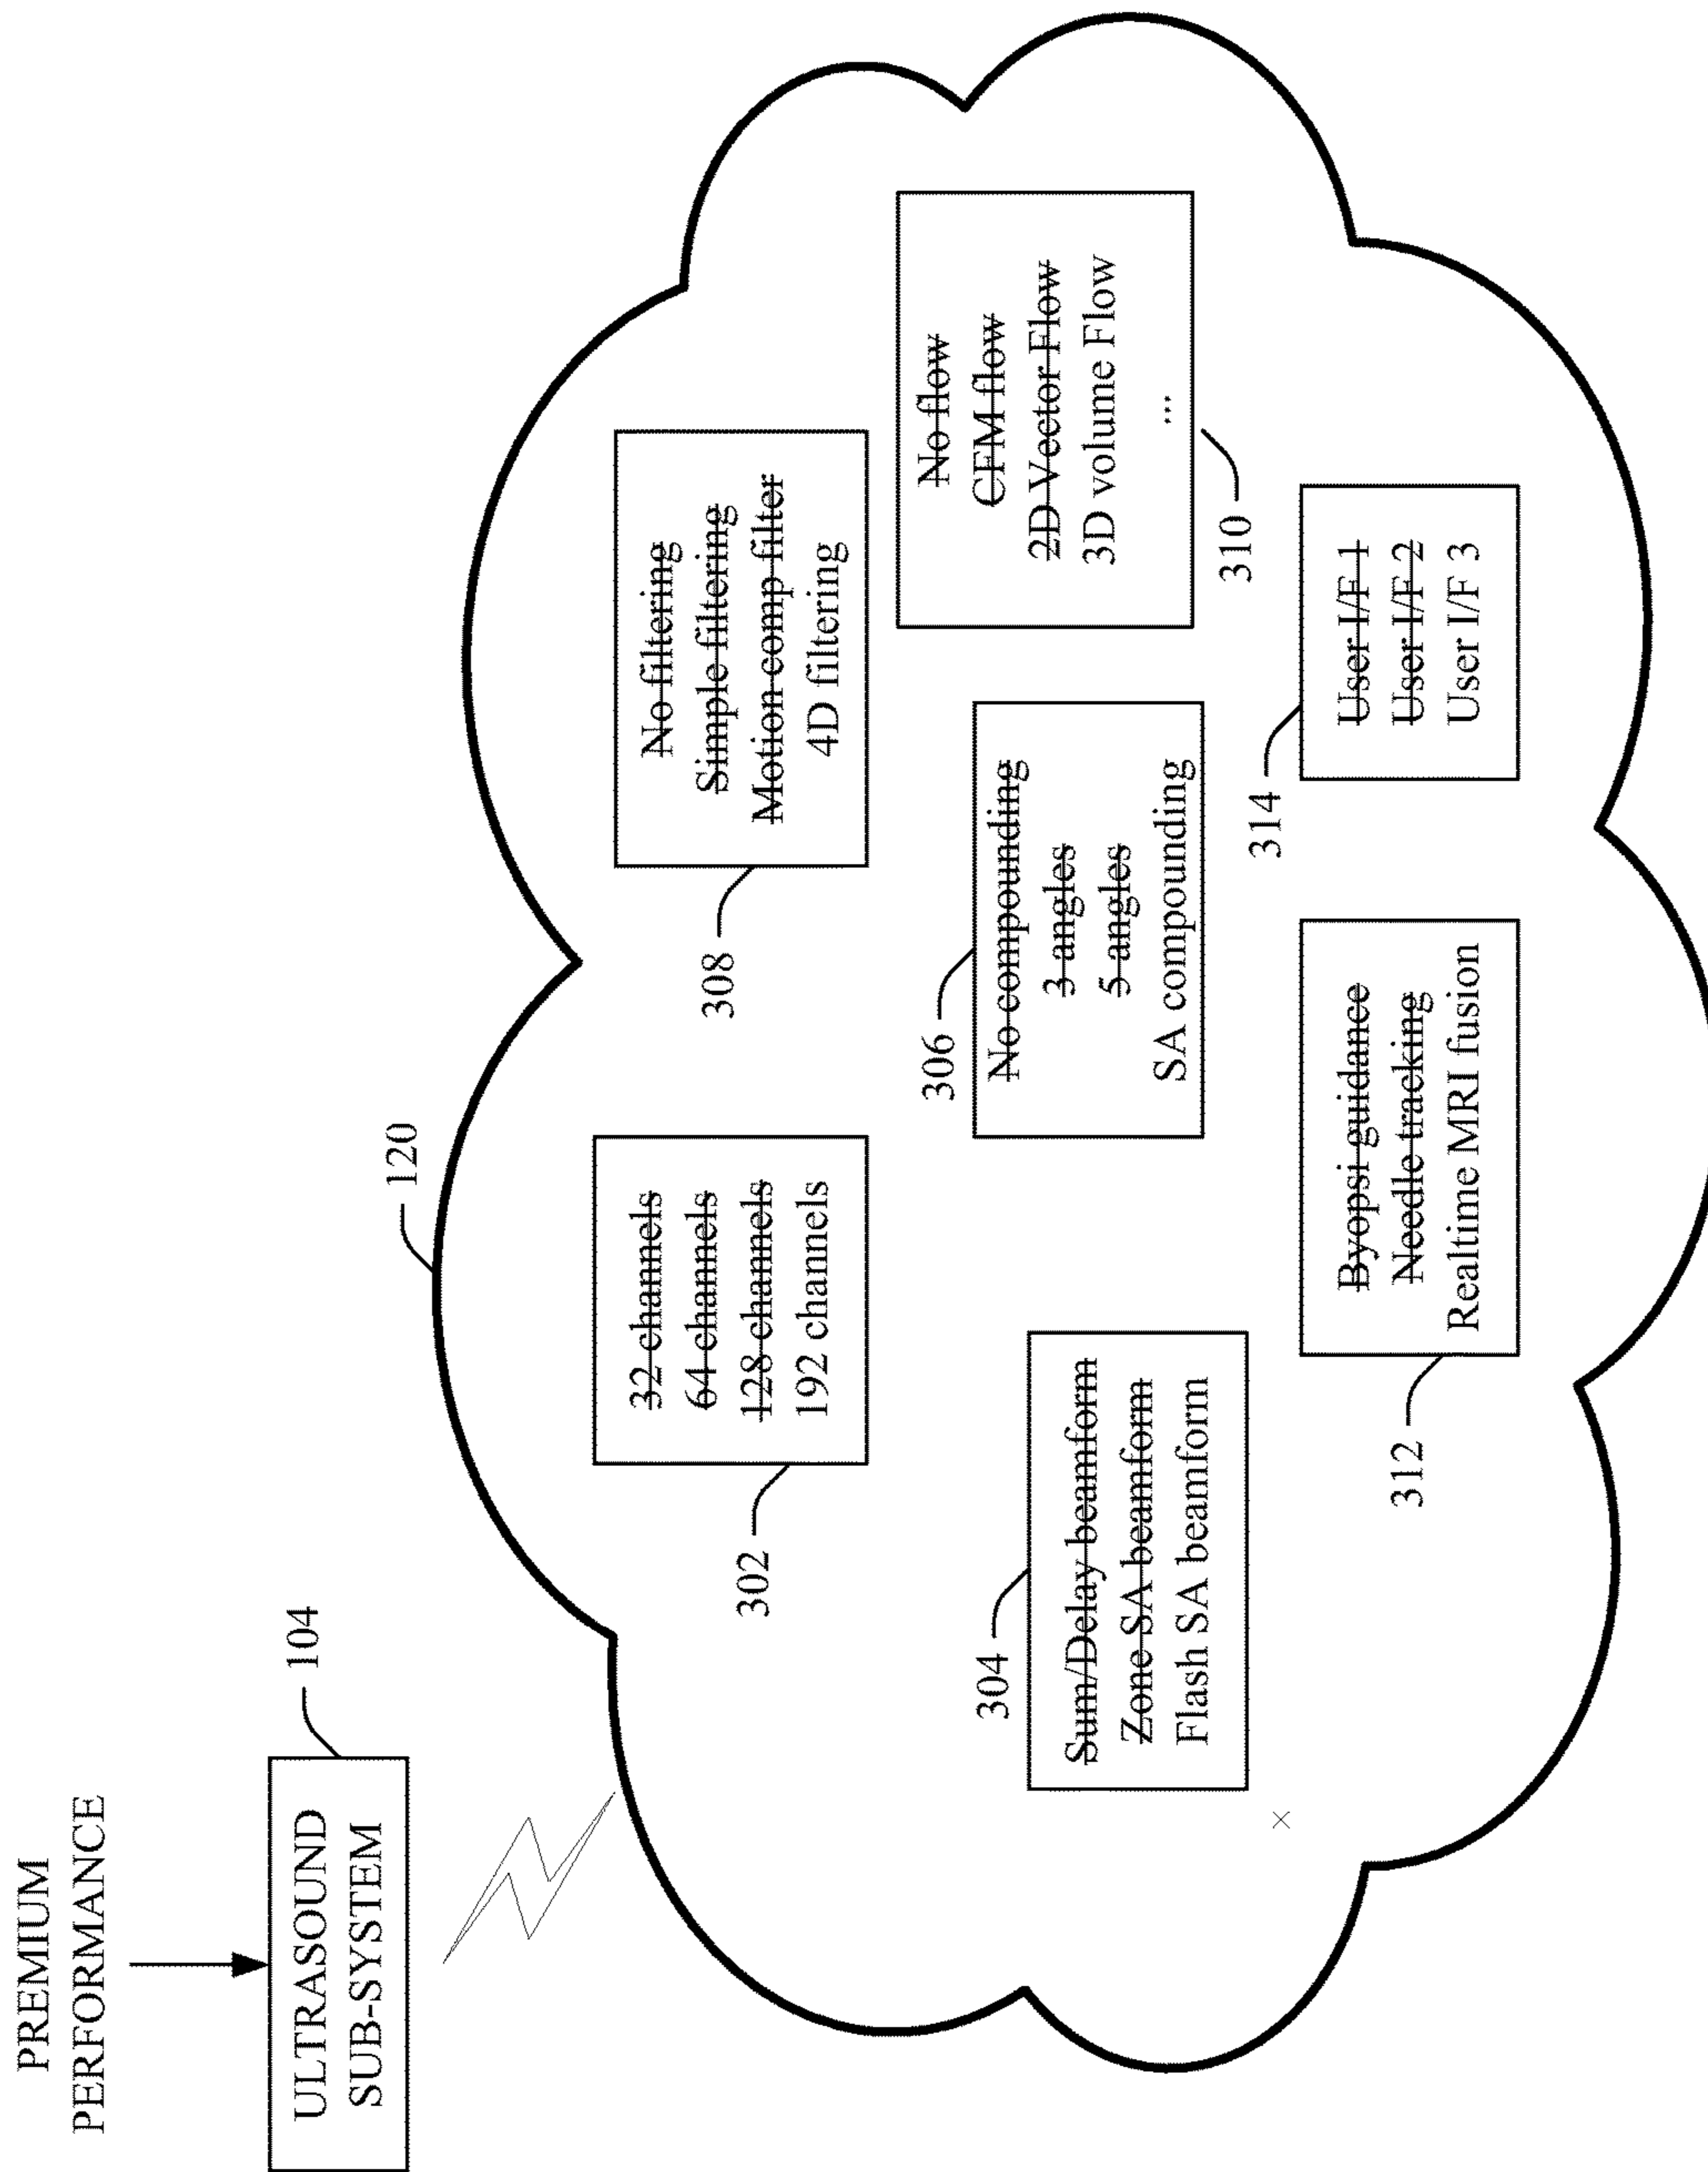 PREMIUM
PERFORMANCE
104
ULTRASOUND
SUB-SYSTEM
120
302
32 channels
64 channels
128 channels
192 channels
308
No filtering
Simple filtering
Motion comp filter
4D filtering
304
Sum/Delay beamform
Zone SA beamform
Flash SA beamform
306
No compounding
3 angles
5 angles
SA compounding
No flow
CFM flow
2D Vector Flow
3D volume Flow
...
310
312
Byopsi guidance
Needle tracking
Realtime MRI fusion
314
User I/F 1
User I/F 2
User I/F 3